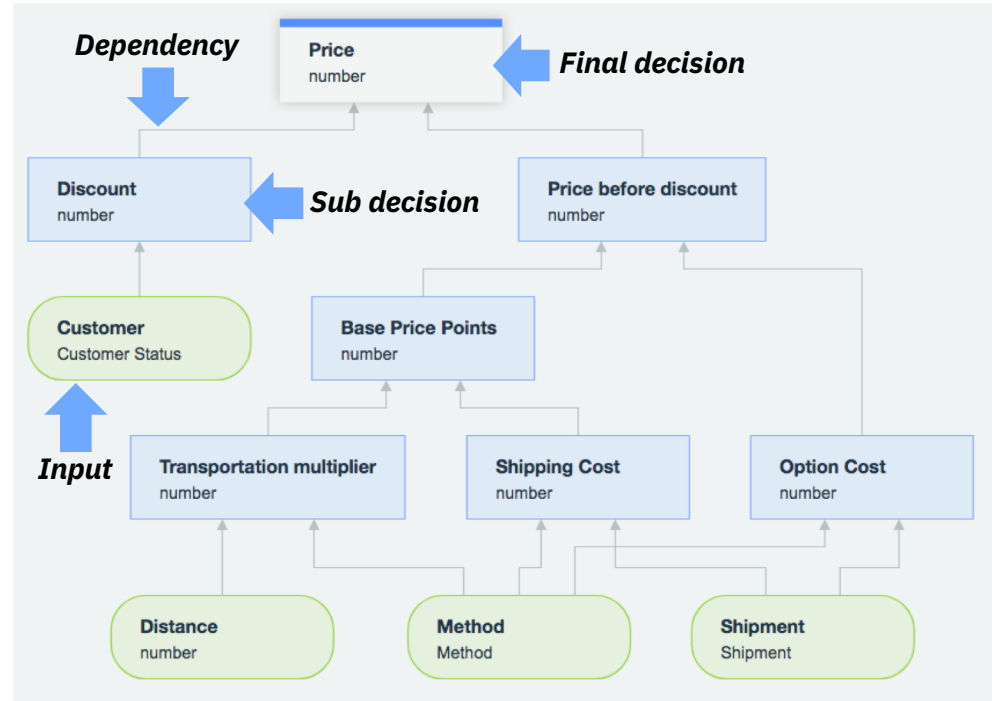 Dependency
Price
number
Final decision
Discount
number
Sub decision
Price before discount
number
Customer
Customer Status
Base Price Points
number
Input
Transportation multiplier
number
Shipping Cost
number
Option Cost
number
Distance
number
Method
Method
Shipment
Shipment